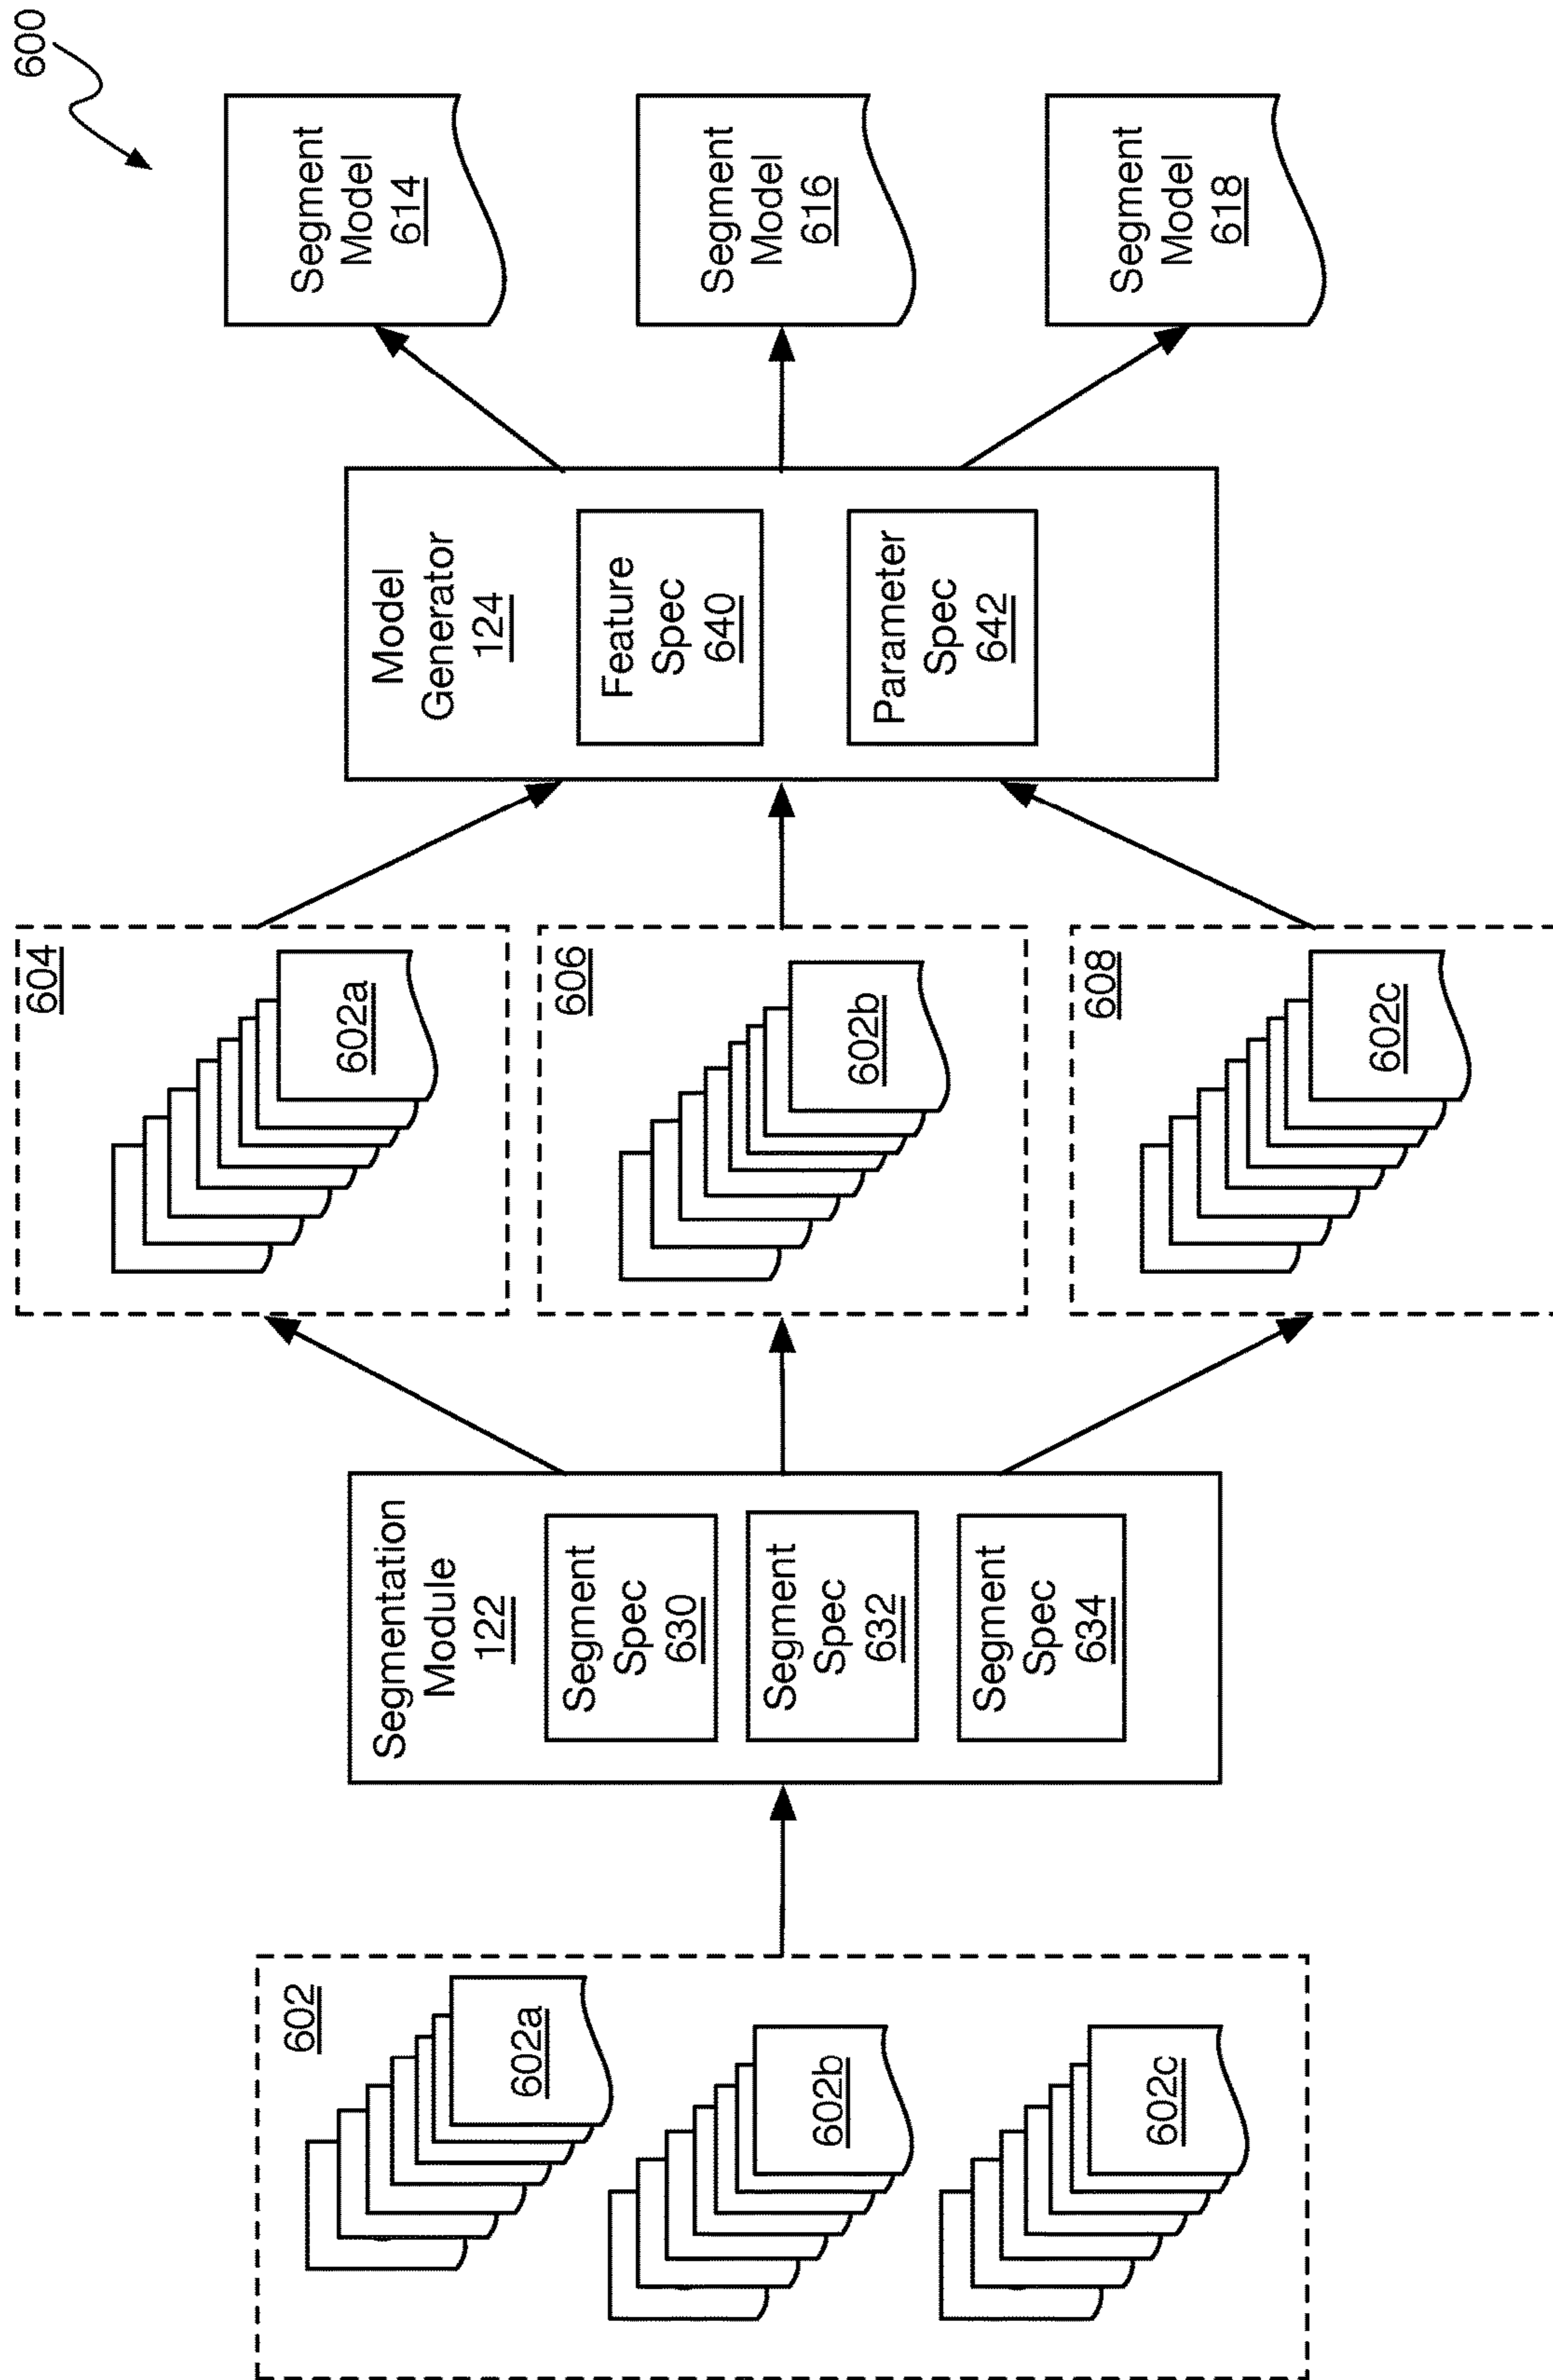 600
602
602a
602b
602c
Segmentation
Module
122
Segment
Spec
630
Segment
Spec
632
Segment
Spec
634
604
602a
606
602b
608
602c
Model
Generator
124
Feature
Spec
640
Parameter
Spec
642
Segment
Model
614
Segment
Model
616
Segment
Model
618